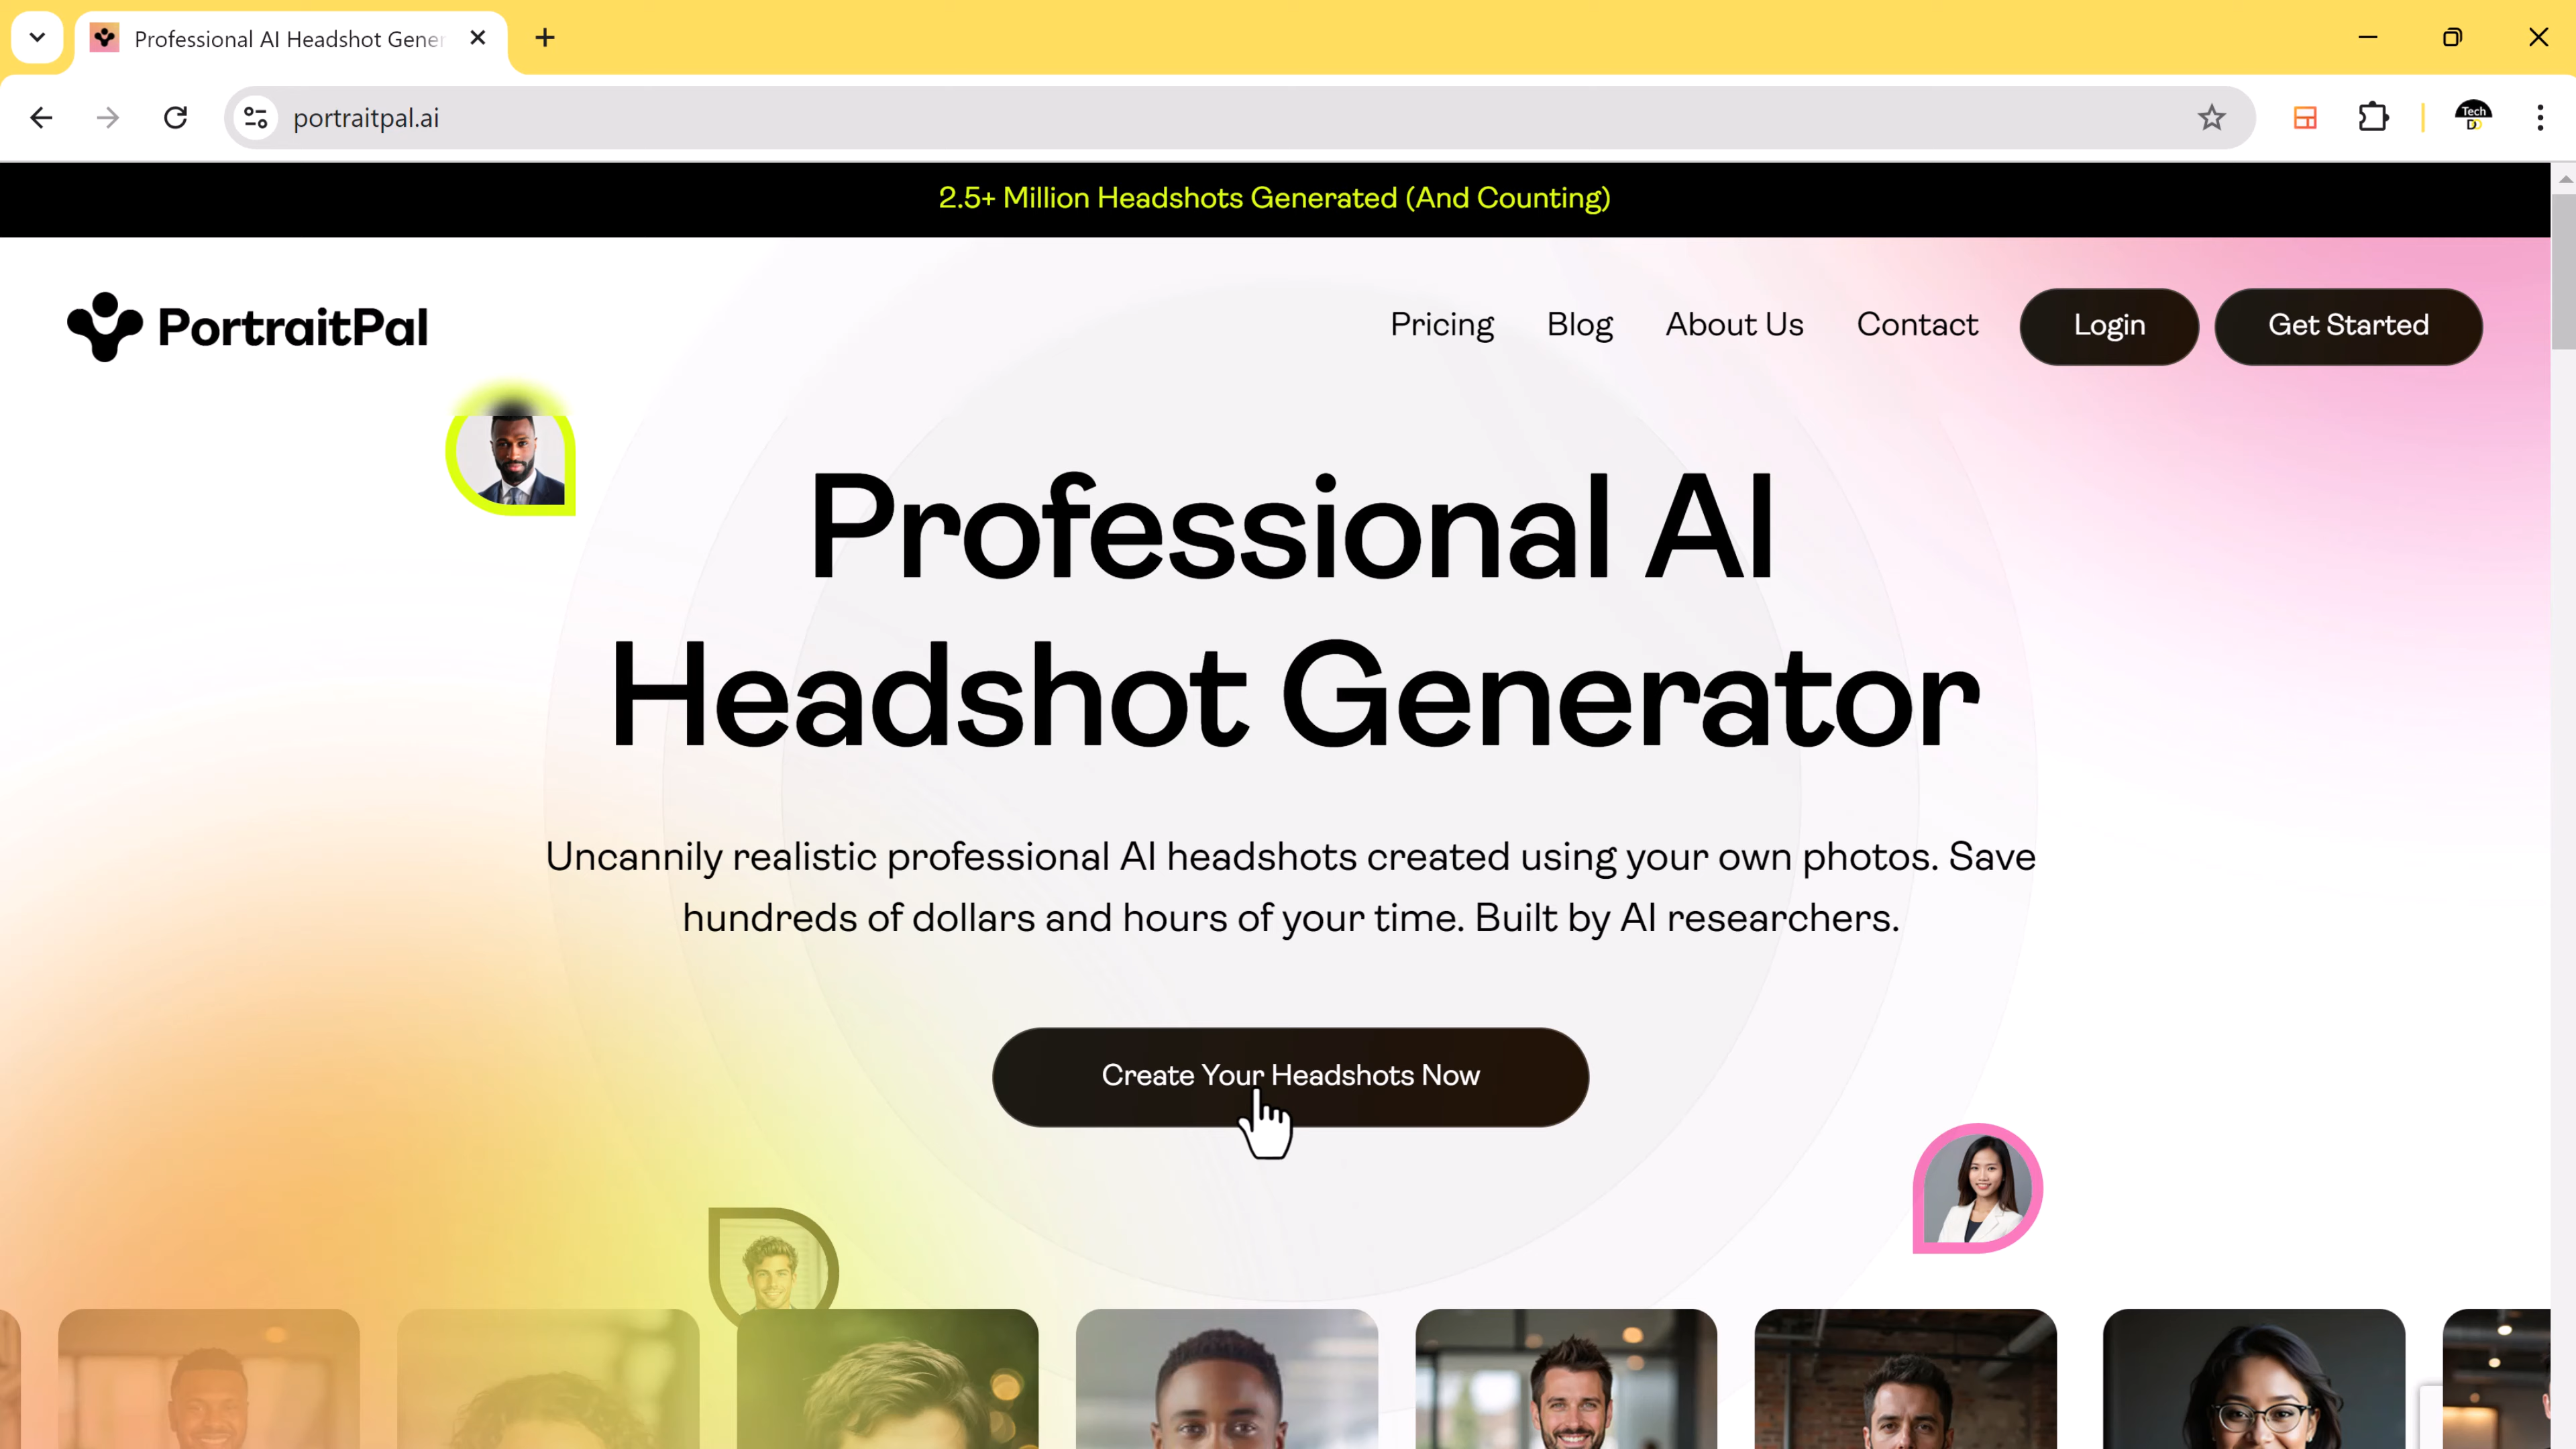 Professional AI Headshot Gener
portraitpal.ai
Tech
DO
2.5+ Million Headshots Generated (And Counting)
PortraitPal
Pricing Blog About Us Contact Login Get Started
Professional AI
Headshot Generator
Uncannily realistic professional AI headshots created using your own photos. Save
hundreds of dollars and hours of your time. Built by AI researchers.
Create Your Headshots Now